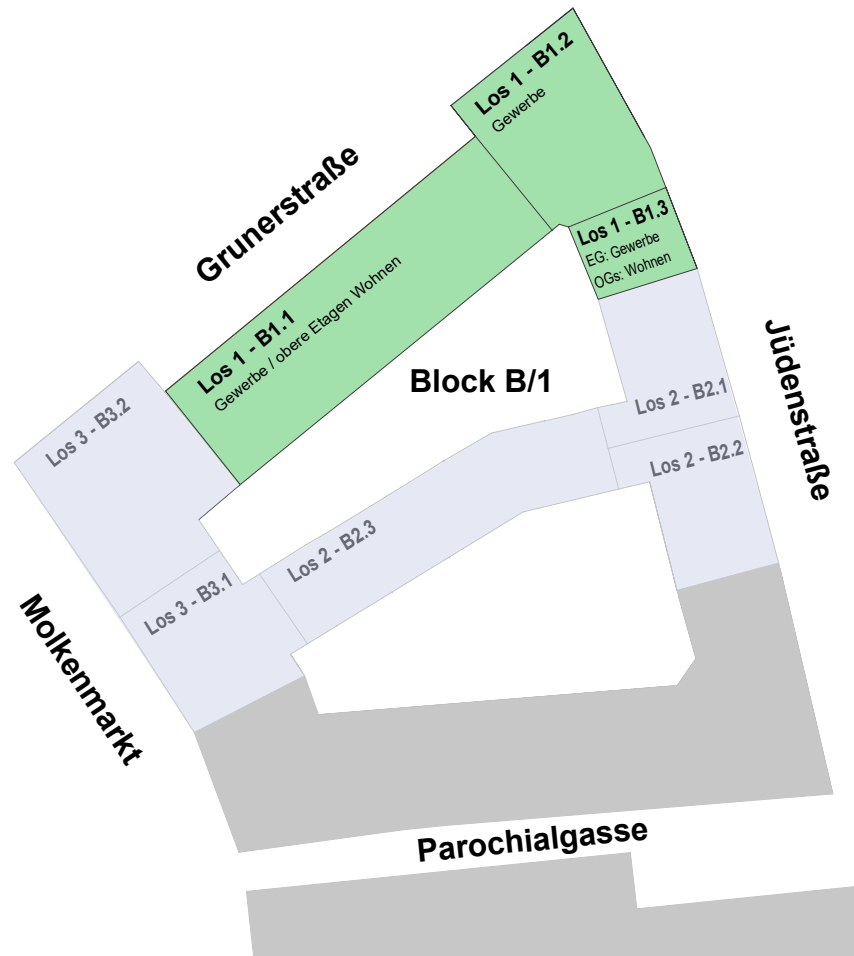 Los 1 - B1.2
Gewerbe
Grunerstraße
Los 1 - B1.3
EG: Gewerbe
OGs: Wohnen
Los 1 - B1.1
Gewerbe / obere Etagen Wohnen
Block B/1
Jüdenstraße
Los 3 - B3.2
Los 2 - B2.1
Los 2 - B2.2
Los 2 - B2.3
Los 3 - B3.1
Molkenmarkt
Parochialgasse